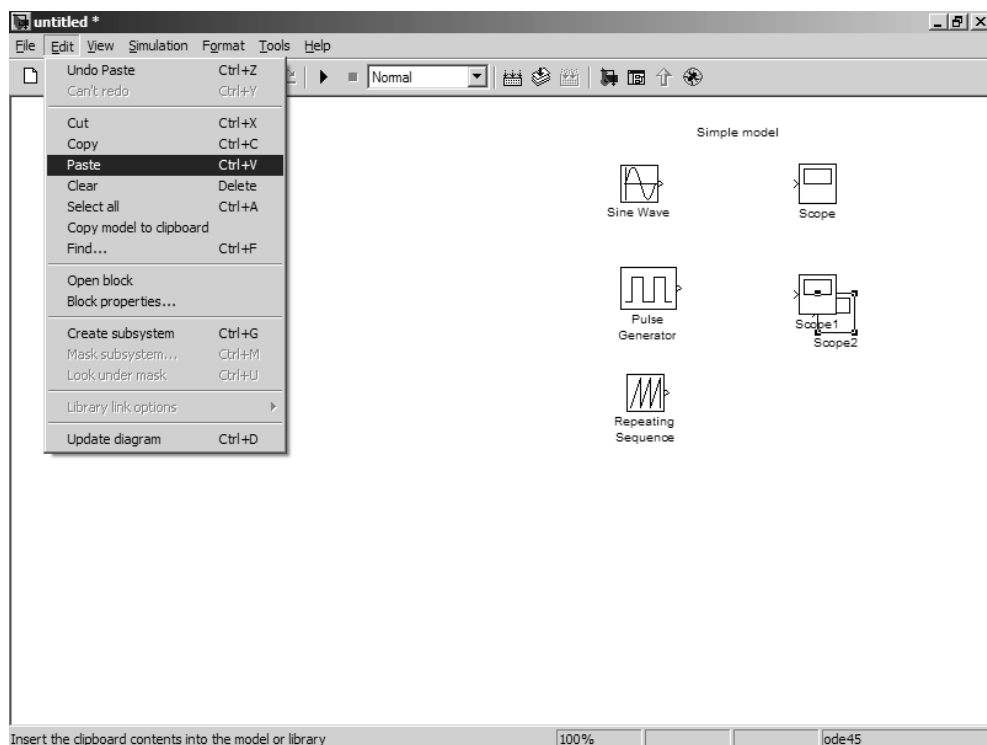 untitled *
File Edit View Simulation Format Tools Help
Normal
Undo Paste Ctrl+Z
Can't redo Ctrl+Y
Cut Ctrl+X
Copy Ctrl+C
Paste Ctrl+V
Clear Delete
Select all Ctrl+A
Copy model to clipboard
Find... Ctrl+F
Open block
Block properties...
Create subsystem Ctrl+G
Mask subsystem... Ctrl+M
Look under mask Ctrl+U
Library link options
Update diagram Ctrl+D
Simple model
Sine Wave
Scope
Pulse
Generator
Scope1
Scope2
Repeating
Sequence
Insert the clipboard contents into the model or library 100% ode45